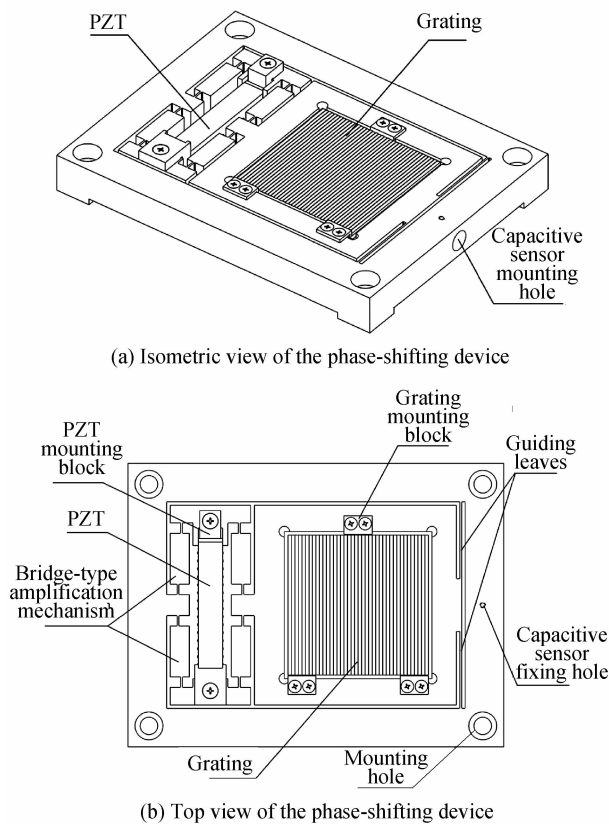 PZT
Grating
Capacitive
sensor
mounting
hole
(a) Isometric view of the phase-shifting device
PZT
mounting
block
Grating
mounting
block
Guiding
leaves
PZT
Bridge-type
amplification
mechanism
Capacitive
sensor
fixing hole
Grating
Mounting
hole
(b) Top view of the phase-shifting device